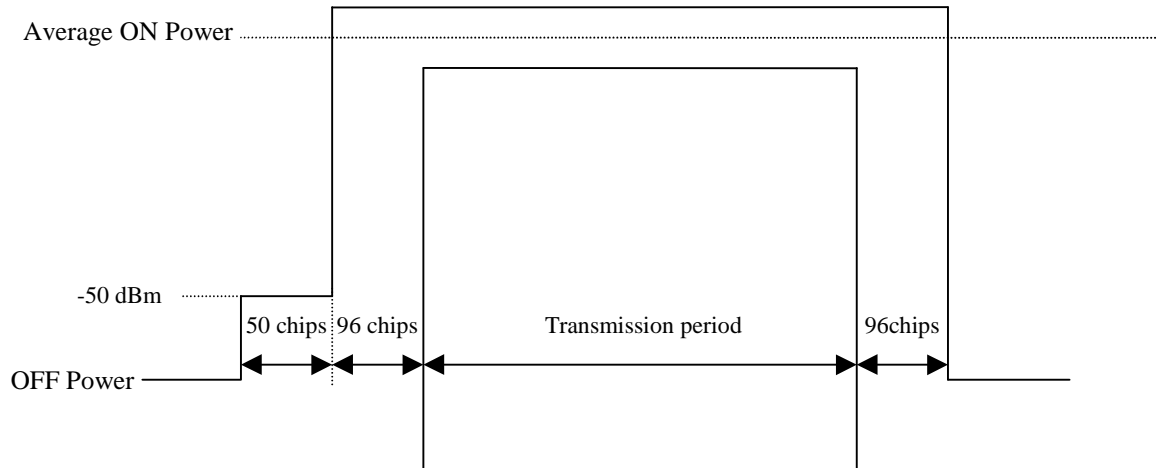 Average ON Power
-50 dBm
50 chips
96 chips
Transmission period
96chips
OFF Power